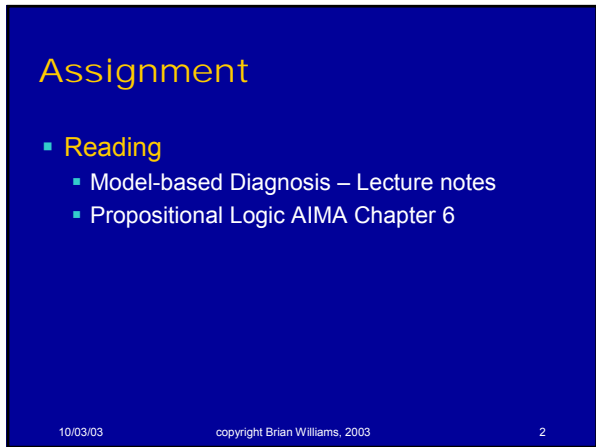 Assignment
▪ Reading
▪ Model-based Diagnosis – Lecture notes
▪ Propositional Logic AIMA Chapter 6
10/03/03 copyright Brian Williams, 2003 2